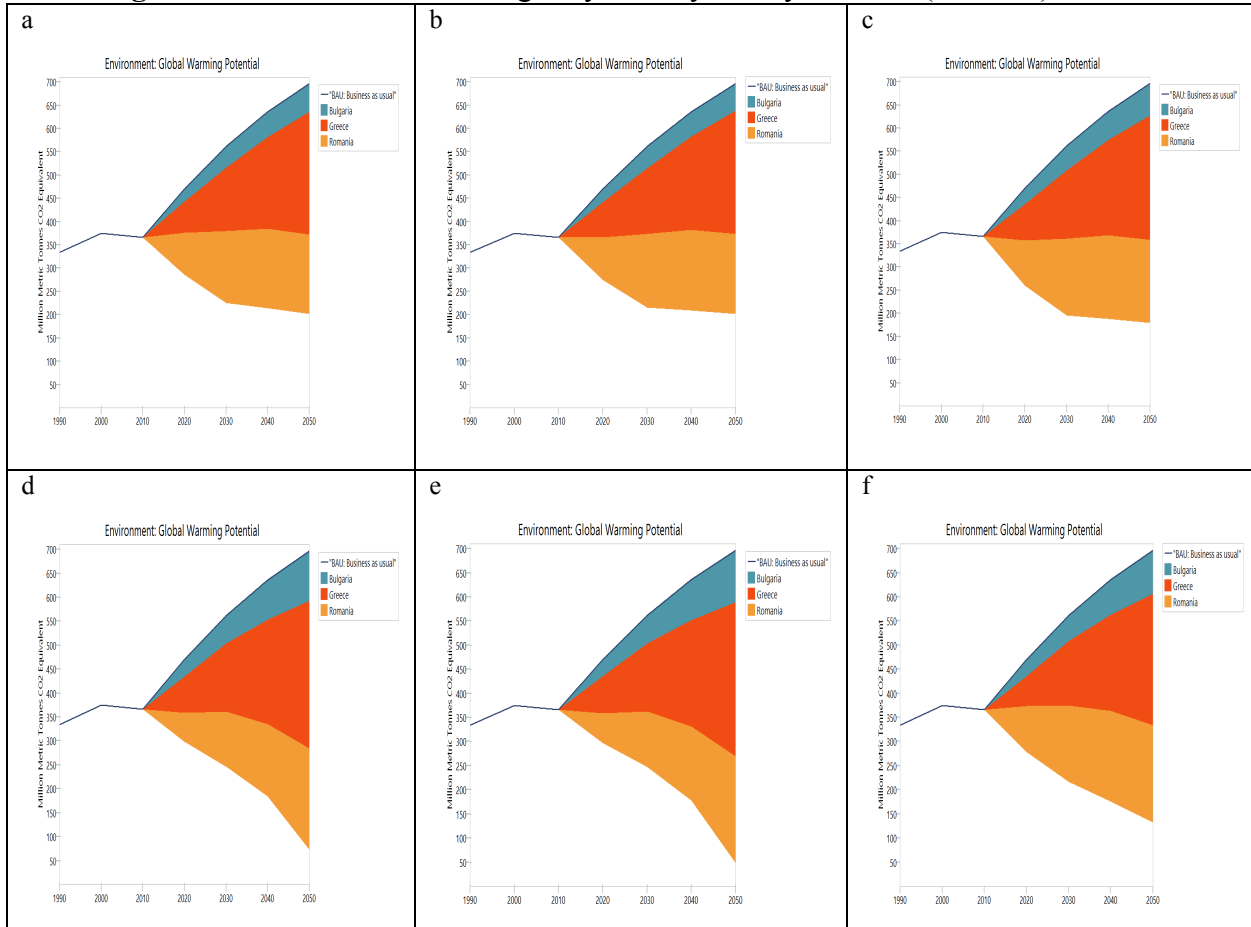 a
Environment: Global Warming Potential
Million Metric Tonnes CO2 Equivalent
700
650
600
550
500
450
400
350
300
250
200
150
100
50
1990 2000 2010 2020 2030 2040 2050
"BAU: Business as usual"
Bulgaria
Greece
Romania
b
Environment: Global Warming Potential
Million Metric Tonnes CO2 Equivalent
700
650
600
550
500
450
400
350
300
250
200
150
100
50
1990 2000 2010 2020 2030 2040 2050
"BAU: Business as usual"
Bulgaria
Greece
Romania
c
Environment: Global Warming Potential
Million Metric Tonnes CO2 Equivalent
700
650
600
550
500
450
400
350
300
250
200
150
100
50
1990 2000 2010 2020 2030 2040 2050
"BAU: Business as usual"
Bulgaria
Greece
Romania
d
Environment: Global Warming Potential
Million Metric Tonnes CO2 Equivalent
700
650
600
550
500
450
400
350
300
250
200
150
100
50
1990 2000 2010 2020 2030 2040 2050
"BAU: Business as usual"
Bulgaria
Greece
Romania
e
Environment: Global Warming Potential
Million Metric Tonnes CO2 Equivalent
700
650
600
550
500
450
400
350
300
250
200
150
100
50
1990 2000 2010 2020 2030 2040 2050
"BAU: Business as usual"
Bulgaria
Greece
Romania
f
Environment: Global Warming Potential
Million Metric Tonnes CO2 Equivalent
700
650
600
550
500
450
400
350
300
250
200
150
100
50
1990 2000 2010 2020 2030 2040 2050
"BAU: Business as usual"
Bulgaria
Greece
Romania